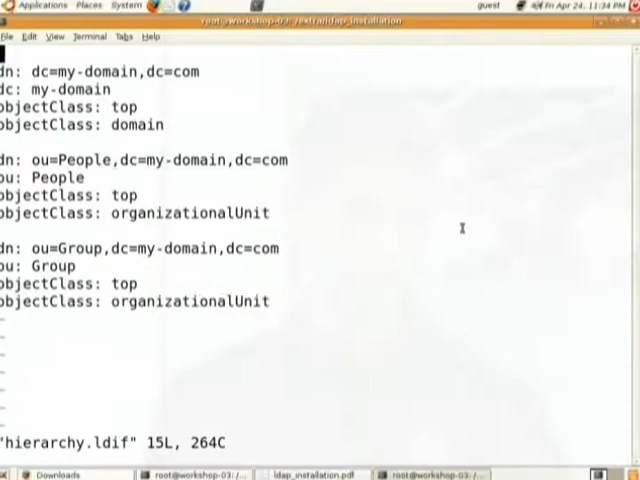 Applications Places System guest Fri Apr 24, 11:34 PM
root@workshop-03: /extra/ldap_installation
File Edit View Terminal Tabs Help
dn: dc=my-domain,dc=com
dc: my-domain
objectClass: top
objectClass: domain
dn: ou=People,dc=my-domain,dc=com
ou: People
objectClass: top
objectClass: organizationalUnit
dn: ou=Group,dc=my-domain,dc=com
ou: Group
objectClass: top
objectClass: organizationalUnit
~
~
~
~
~
~
"hierarchy.ldif" 15L, 264C
Downloads root@workshop-03: /... ldap_installation.pdf root@workshop-03: /...